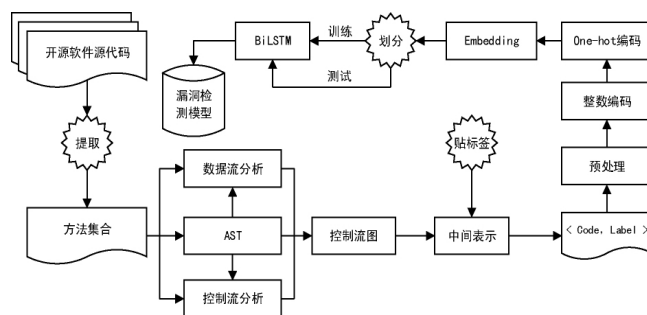 开源软件源代码
BiLSTM
训练
划分
测试
Embedding
One-hot编码
漏洞检
测模型
整数编码
提取
数据流分析
贴标签
预处理
方法集合
AST
控制流图
中间表示
< Code, Label >
控制流分析